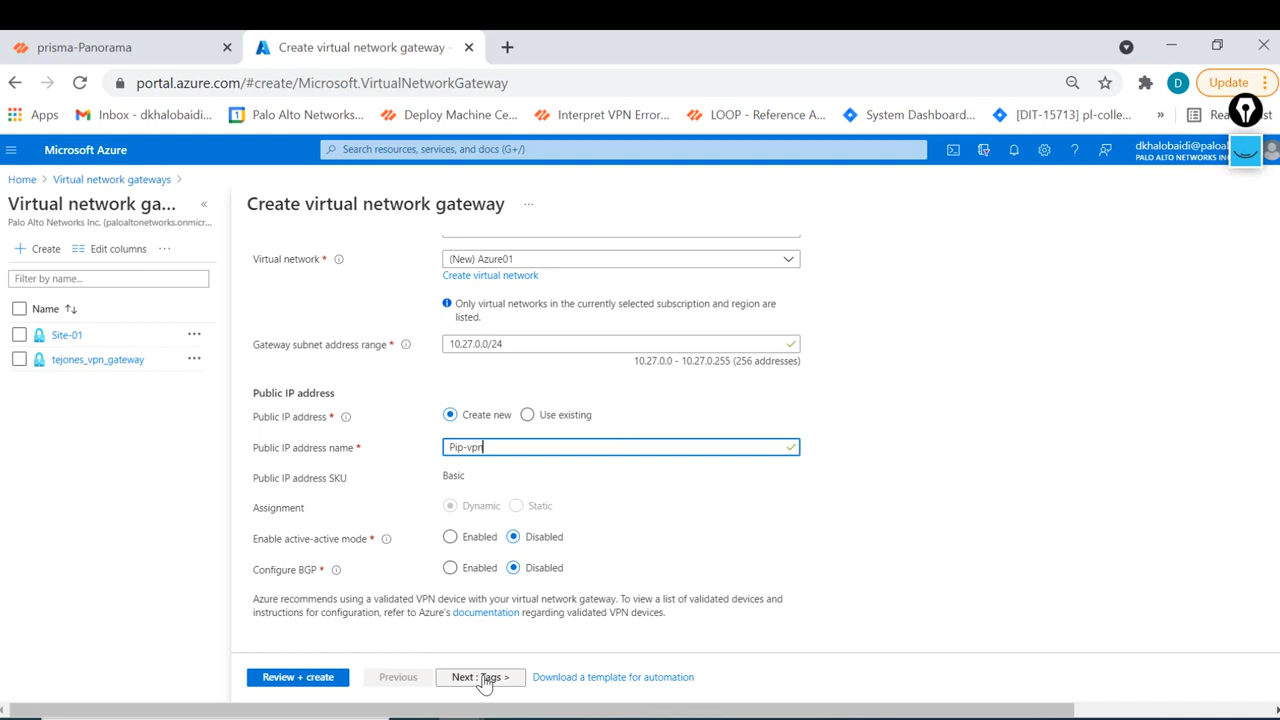 prisma-Panorama
Create virtual network gateway -
portal.azure.com/#create/Microsoft.VirtualNetworkGateway
D
Update
Apps
Inbox - dkhalobaidi...
Palo Alto Networks...
Deploy Machine Ce...
Interpret VPN Error...
LOOP - Reference A...
System Dashboard...
[DIT-15713] pl-colle...
»
Microsoft Azure
Search resources, services, and docs (G+/)
dkhalobaidi@paloal
PALO ALTO NETWORKS IN
Home > Virtual network gateways >
Virtual network ga... «
Palo Alto Networks Inc. (paloaltonetworks.onmicr...
+ Create Edit columns ...
Filter by name...
Name ↑↓
Site-01 ...
tejones_vpn_gateway ...
Create virtual network gateway ...
Virtual network * (New) Azure01
Create virtual network
Only virtual networks in the currently selected subscription and region are
listed.
Gateway subnet address range * 10.27.0.0/24
10.27.0.0 - 10.27.0.255 (256 addresses)
Public IP address
Public IP address * Create new Use existing
Public IP address name * Pip-vpn
Public IP address SKU Basic
Assignment Dynamic Static
Enable active-active mode * Enabled Disabled
Configure BGP * Enabled Disabled
Azure recommends using a validated VPN device with your virtual network gateway. To view a list of validated devices and
instructions for configuration, refer to Azure's documentation regarding validated VPN devices.
Review + create Previous Next : Tags > Download a template for automation